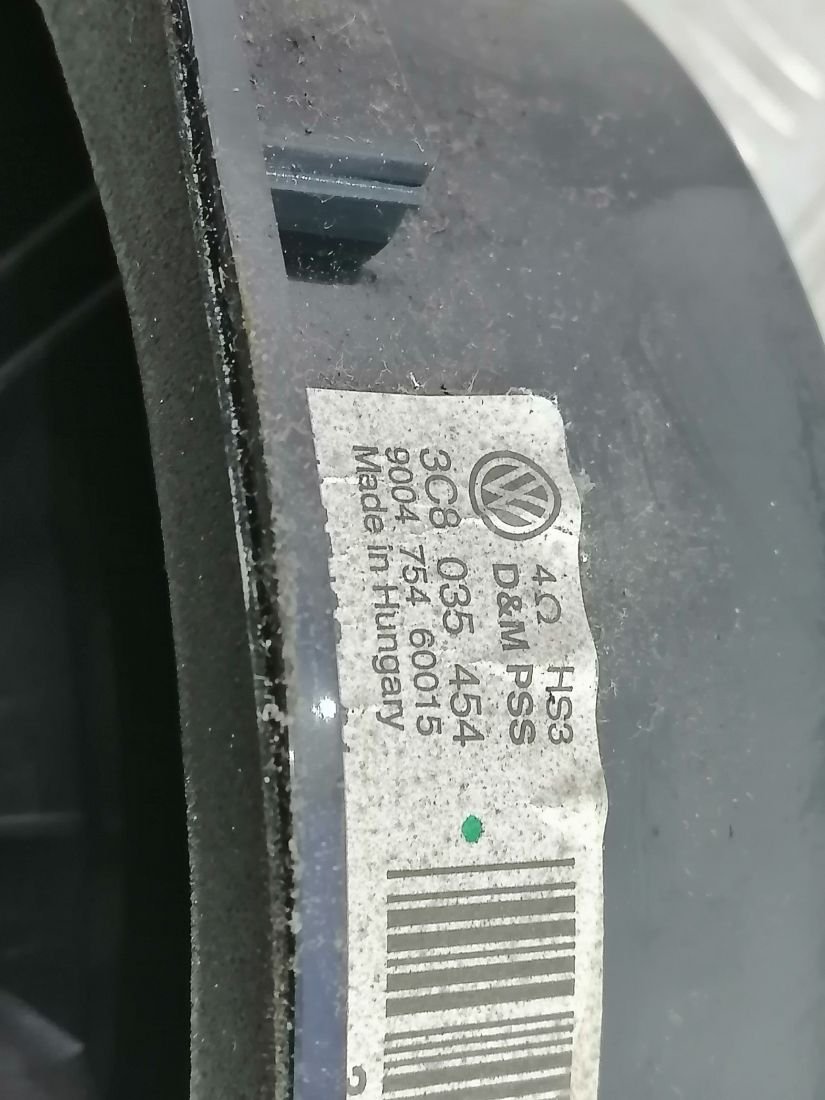 4Ω HS3
D&M PSS
3C8 035 454
9004 754 60015
Made in Hungary